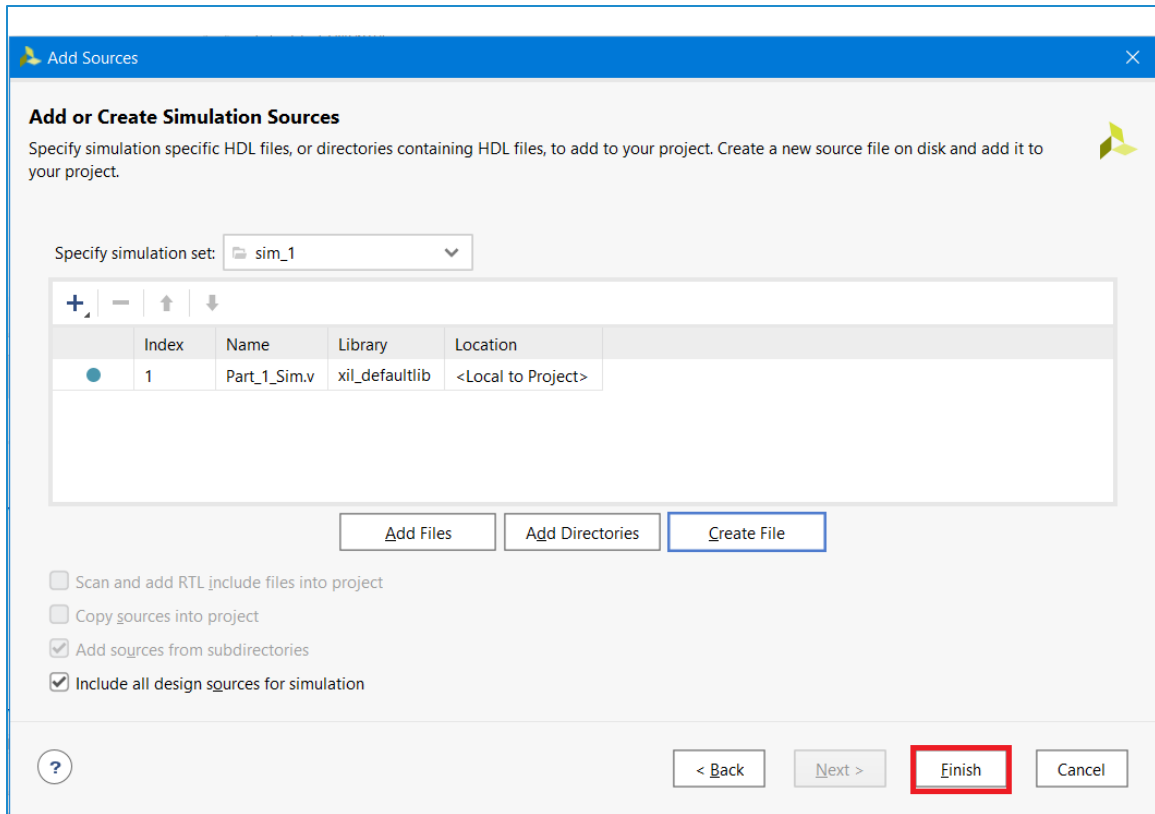 Add Sources
Add or Create Simulation Sources
Specify simulation specific HDL files, or directories containing HDL files, to add to your project. Create a new source file on disk and add it to
your project.
Specify simulation set: sim_1
Index Name Library Location
1 Part_1_Sim.v xil_defaultlib <Local to Project>
Add Files Add Directories Create File
Scan and add RTL include files into project
Copy sources into project
Add sources from subdirectories
Include all design sources for simulation
? < Back Next > Finish Cancel